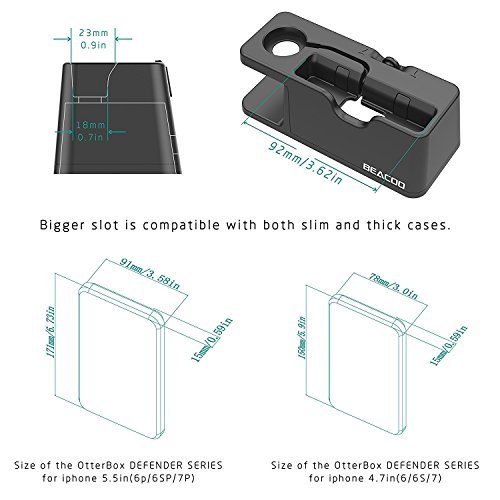 23mm
0.9in
18mm
0.7in
92mm/3.62in
BEACOO
Bigger slot is compatible with both slim and thick cases.
91mm/3.58in
171mm/6.73in
15mm/0.59in
78mm/3.0in
150mm/5.9in
15mm/0.59in
Size of the OtterBox DEFENDER SERIES
for iphone 5.5in(6p/6SP/7P)
Size of the OtterBox DEFENDER SERIES
for iphone 4.7in(6/6S/7)